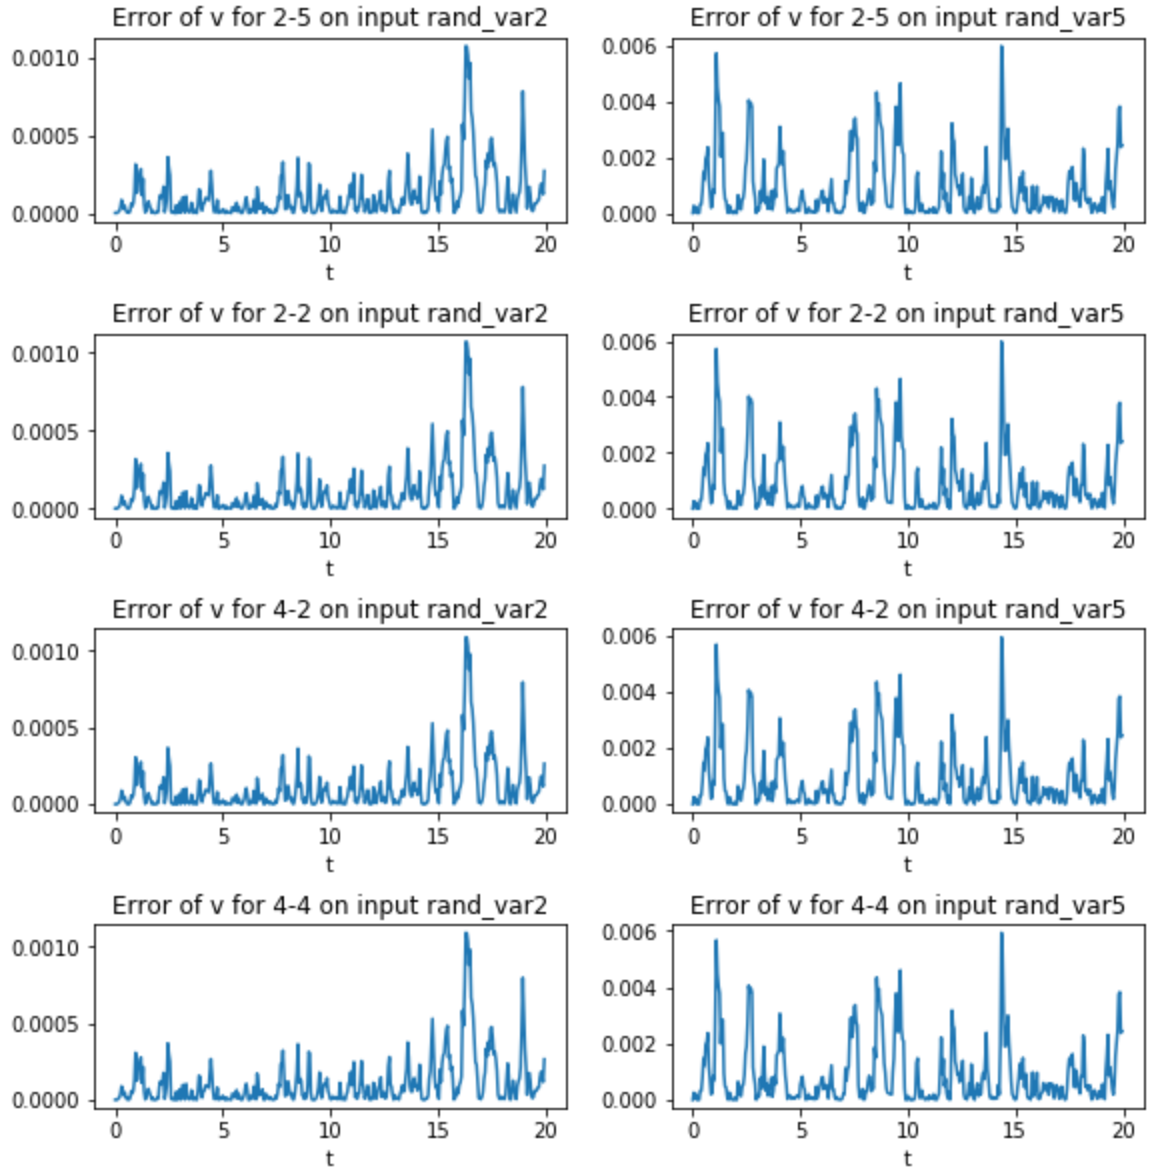 Error of v for 2-5 on input rand_var2
0.0010
0.0005
0.0000
0 5 10 15 20
t
Error of v for 2-5 on input rand_var5
0.006
0.004
0.002
0.000
0 5 10 15 20
t
Error of v for 2-2 on input rand_var2
0.0010
0.0005
0.0000
0 5 10 15 20
t
Error of v for 2-2 on input rand_var5
0.006
0.004
0.002
0.000
0 5 10 15 20
t
Error of v for 4-2 on input rand_var2
0.0010
0.0005
0.0000
0 5 10 15 20
t
Error of v for 4-2 on input rand_var5
0.006
0.004
0.002
0.000
0 5 10 15 20
t
Error of v for 4-4 on input rand_var2
0.0010
0.0005
0.0000
0 5 10 15 20
t
Error of v for 4-4 on input rand_var5
0.006
0.004
0.002
0.000
0 5 10 15 20
t